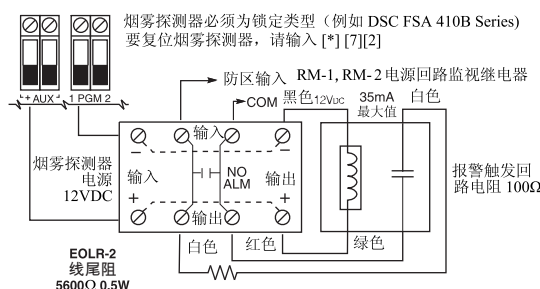 烟雾探测器必须为锁定类型（例如 DSC FSA 410B Series)
要复位烟雾探测器，请输入 [*] [7][2]
+ AUX -
1 PGM 2
防区输入
RM-1, RM-2 电源回路监视继电器
COM
黑色 12VDC
35mA
最大值
白色
烟雾探测器
电源
12VDC
输入
输入
NO
ALM
输出
输出
报警触发回
路电阻 100Ω
白色
红色
绿色
EOLR-2
线尾阻
5600Ω 0.5W